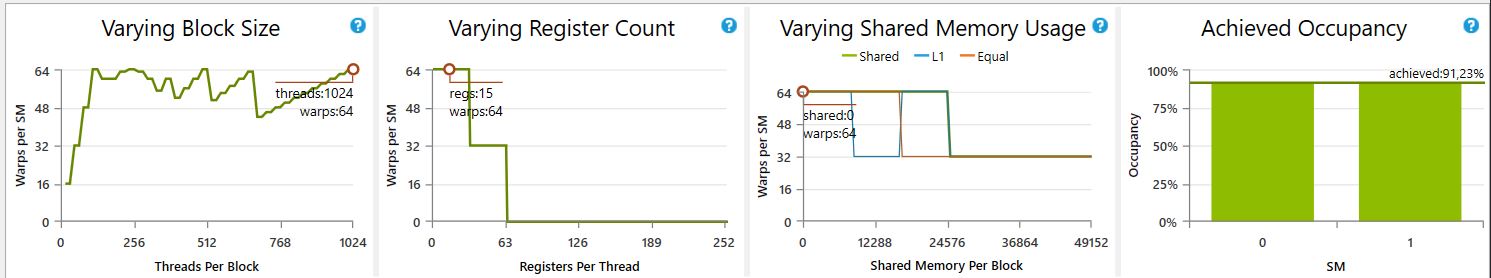 Varying Block Size ?
64
48
32
16
0
Warps per SM
threads:1024
warps:64
0 256 512 768 1024
Threads Per Block
Varying Register Count ?
64
48
32
16
0
Warps per SM
regs:15
warps:64
0 63 126 189 252
Registers Per Thread
Varying Shared Memory Usage ?
Shared L1 Equal
64
48
32
16
0
Warps per SM
shared:0
warps:64
0 12288 24576 36864 49152
Shared Memory Per Block
Achieved Occupancy ?
achieved:91,23%
100%
75%
50%
25%
0%
Occupancy
0 1
SM